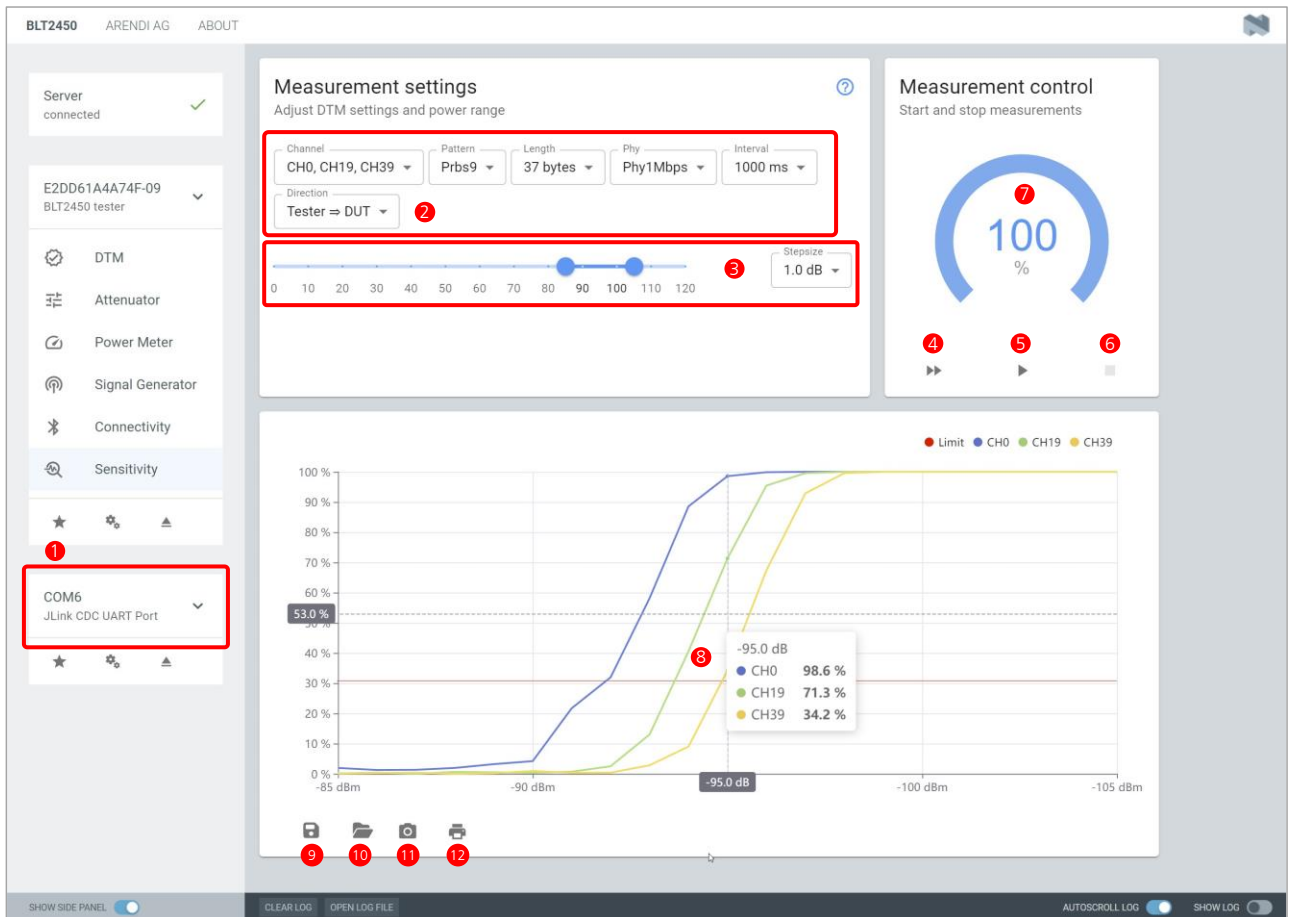 BLT2450 ARENDI AG ABOUT
Server
connected
E2DD61A4A74F-09
BLT2450 tester
DTM
Attenuator
Power Meter
Signal Generator
Connectivity
Sensitivity
1
COM6
JLink CDC UART Port
Measurement settings
Adjust DTM settings and power range
?
Channel Pattern Length Phy Interval
CH0, CH19, CH39 Prbs9 37 bytes Phy1Mbps 1000 ms
Direction
Tester ⇒ DUT 2
Stepsize
3 1.0 dB
0 10 20 30 40 50 60 70 80 90 100 110 120
Measurement control
Start and stop measurements
7
100
%
4 5 6
Limit CH0 CH19 CH39
100 %
90 %
80 %
70 %
60 %
53.0 %
50 %
40 %
30 %
20 %
10 %
0 %
8
-95.0 dB
CH0 98.6 %
CH19 71.3 %
CH39 34.2 %
-85 dBm -90 dBm -95.0 dB -100 dBm -105 dBm
9 10 11 12
SHOW SIDE PANEL CLEAR LOG OPEN LOG FILE AUTOSCROLL LOG SHOW LOG